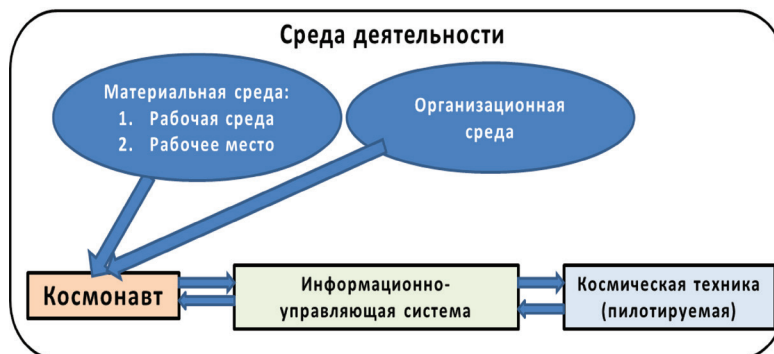 Среда деятельности
Материальная среда:
1. Рабочая среда
2. Рабочее место
Организационная
среда
Космонавт
Информационно-
управляющая система
Космическая техника
(пилотируемая)